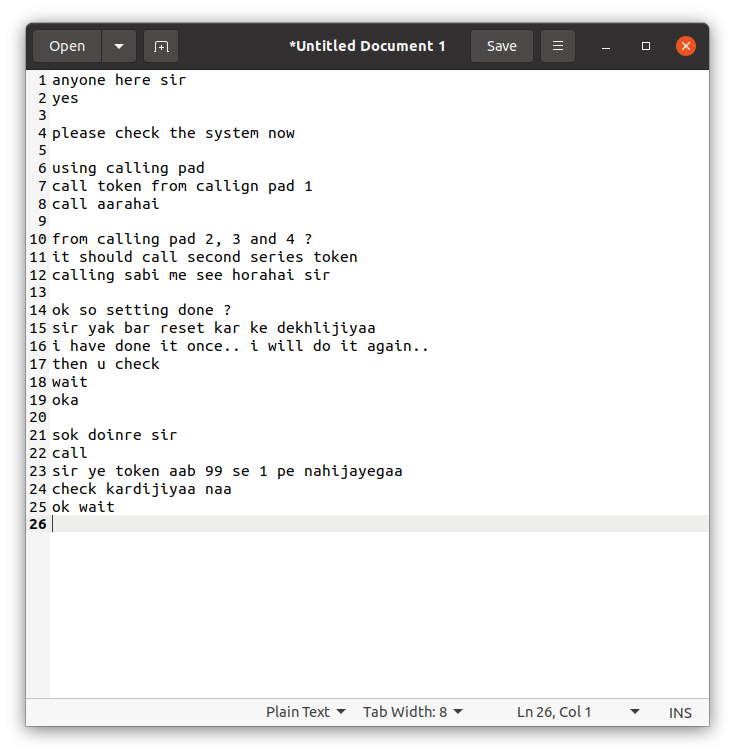 Open
*Untitled Document 1
Save
1 anyone here sir
2 yes
3
4 please check the system now
5
6 using calling pad
7 call token from callign pad 1
8 call aarahai
9
10 from calling pad 2, 3 and 4 ?
11 it should call second series token
12 calling sabi me see horahai sir
13
14 ok so setting done ?
15 sir yak bar reset kar ke dekhlijiyaa
16 i have done it once.. i will do it again..
17 then u check
18 wait
19 oka
20
21 sok doinre sir
22 call
23 sir ye token aab 99 se 1 pe nahijayegaa
24 check kardijiyaa naa
25 ok wait
26
Plain Text Tab Width: 8 Ln 26, Col 1 INS